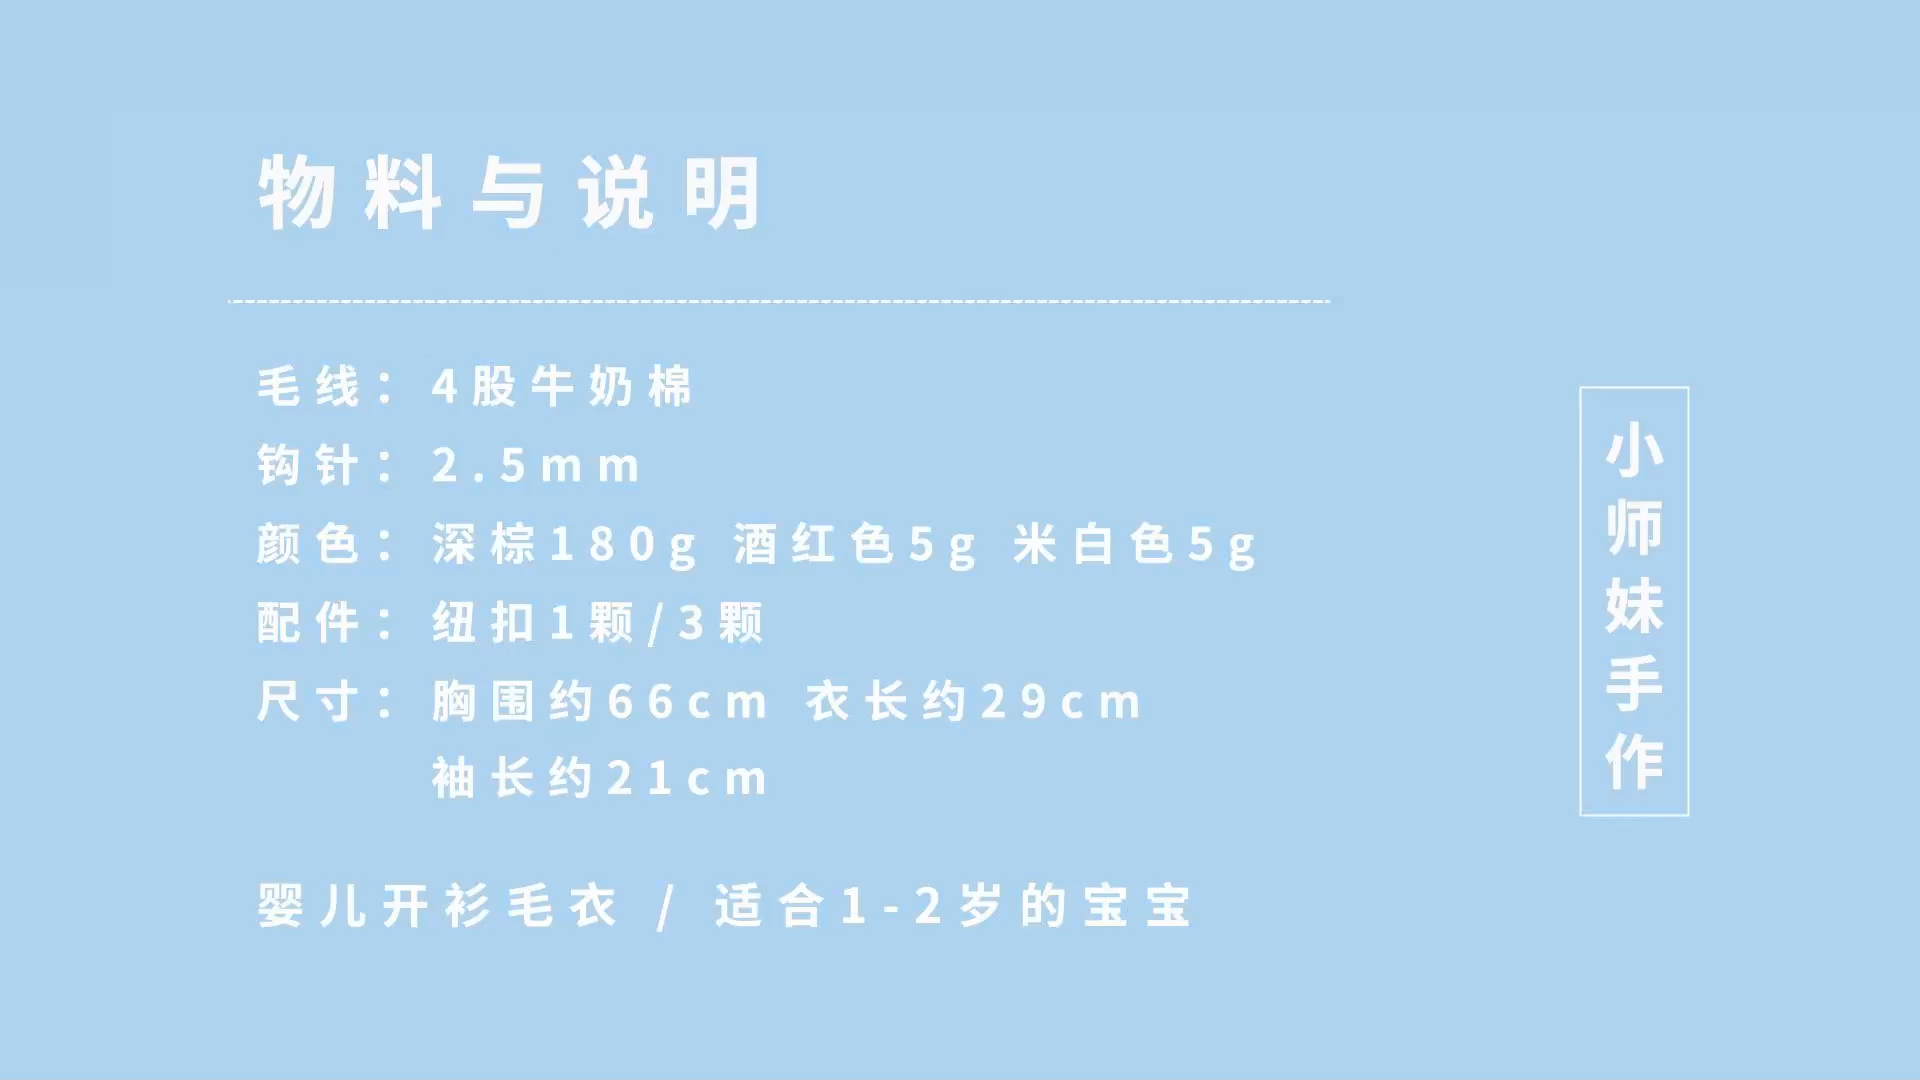 物料与说明
毛线：4股牛奶棉
钩针：2.5mm
颜色：深棕180g 酒红色5g 米白色5g
配件：纽扣1颗/3颗
尺寸：胸围约66cm 衣长约29cm
袖长约21cm
婴儿开衫毛衣 / 适合1-2岁的宝宝
小师妹手作